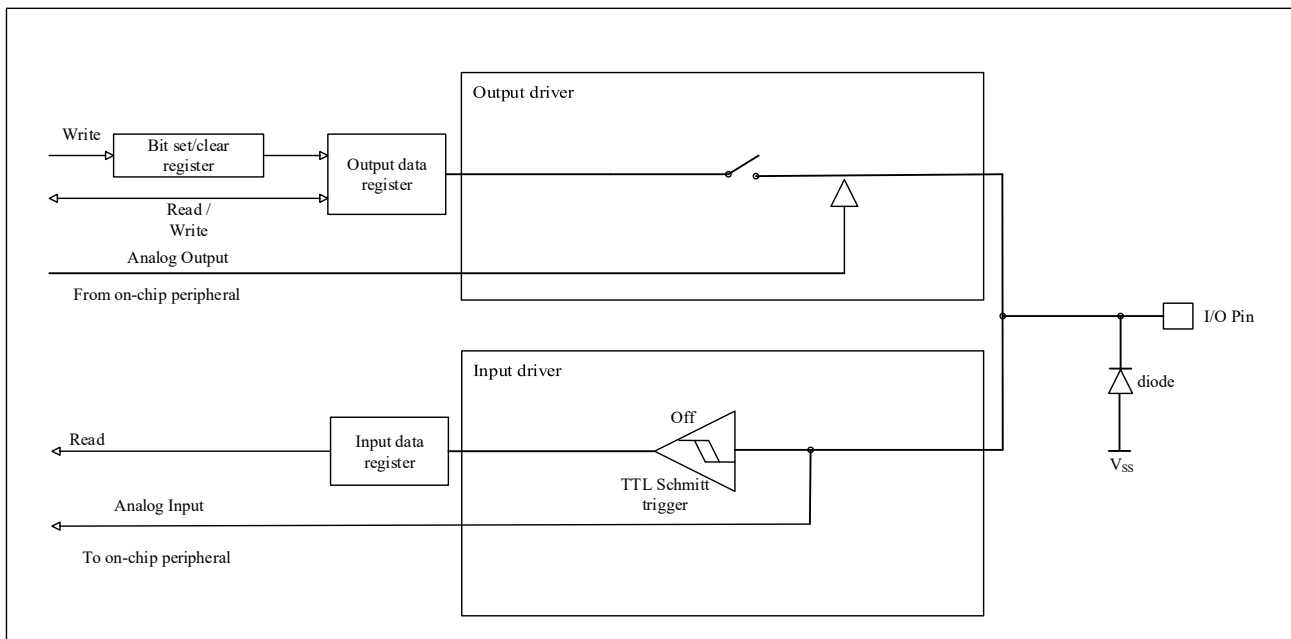 Output driver
Write
Bit set/clear
register
Output data
register
Read /
Write
Analog Output
From on-chip peripheral
I/O Pin
Input driver
diode
Off
Read
Input data
register
TTL Schmitt
trigger
VSS
Analog Input
To on-chip peripheral